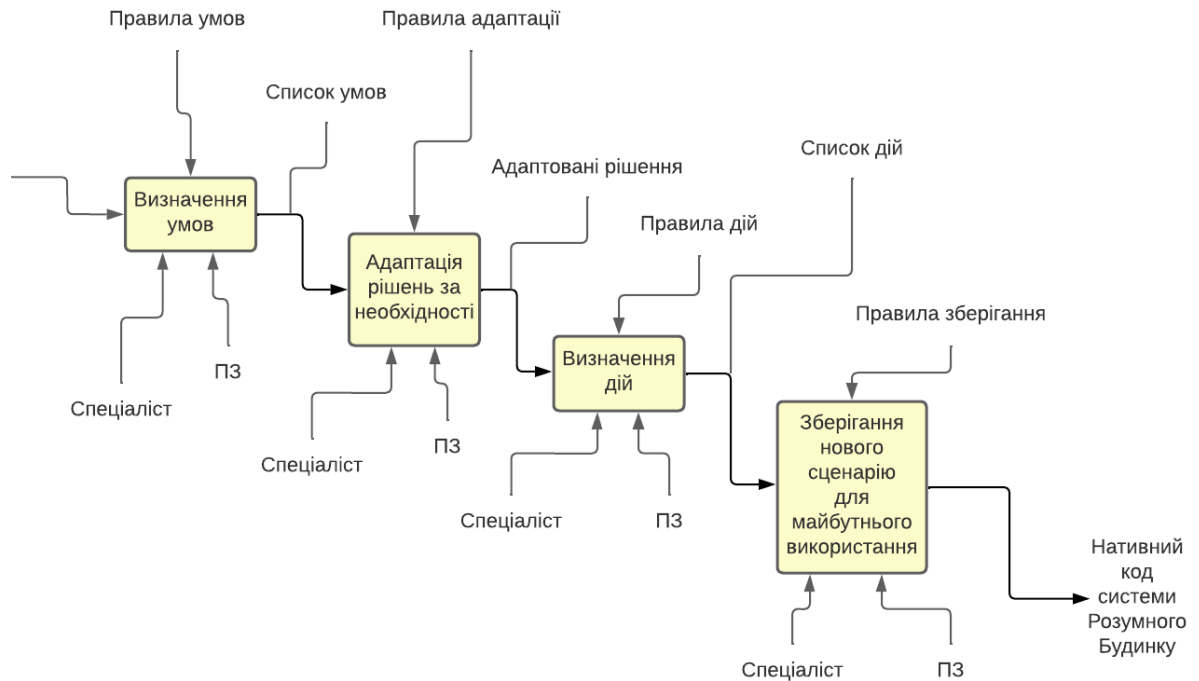 Правила умов
Правила адаптації
Список умов
Список дій
Адаптовані рішення
Визначення
умов
Правила дій
Адаптація
рішень за
необхідності
Правила зберігання
Визначення
дій
ПЗ
Спеціаліст
Зберігання
нового
сценарію
для
майбутнього
використання
ПЗ
Спеціаліст
Спеціаліст
ПЗ
Нативний
код
системи
Розумного
Будинку
Спеціаліст
ПЗ